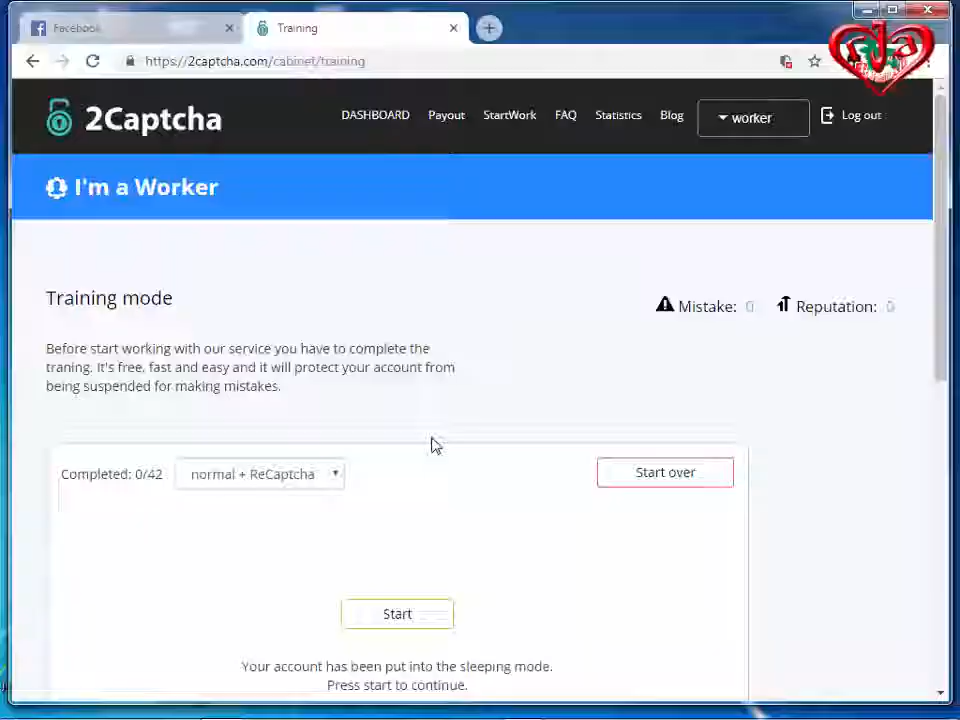 Facebook
Training
https://2captcha.com/cabinet/training
2Captcha
DASHBOARD Payout StartWork FAQ Statistics Blog worker Log out
I'm a Worker
Training mode
Mistake: 0 Reputation: 0
Before start working with our service you have to complete the
traning. It's free, fast and easy and it will protect your account from
being suspended for making mistakes.
Completed: 0/42 normal + ReCaptcha Start over
Start
Your account has been put into the sleeping mode.
Press start to continue.